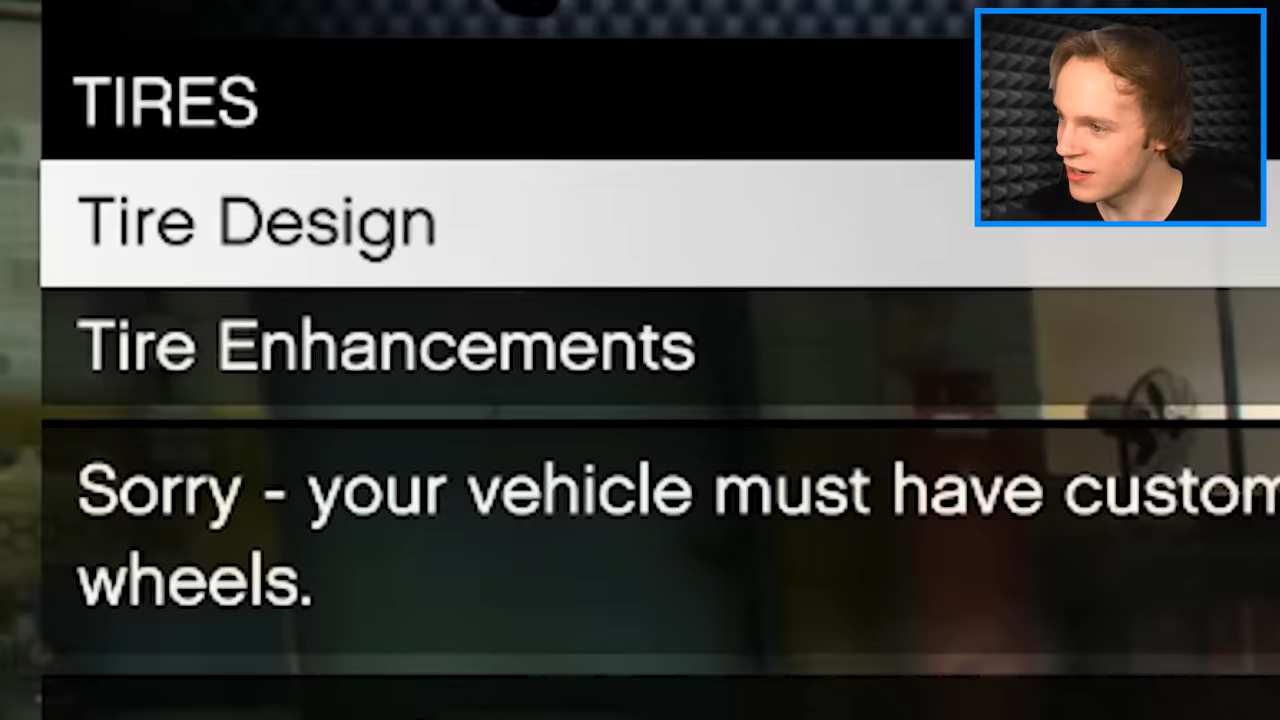 TIRES
Tire Design
Tire Enhancements
Sorry - your vehicle must have custom
wheels.